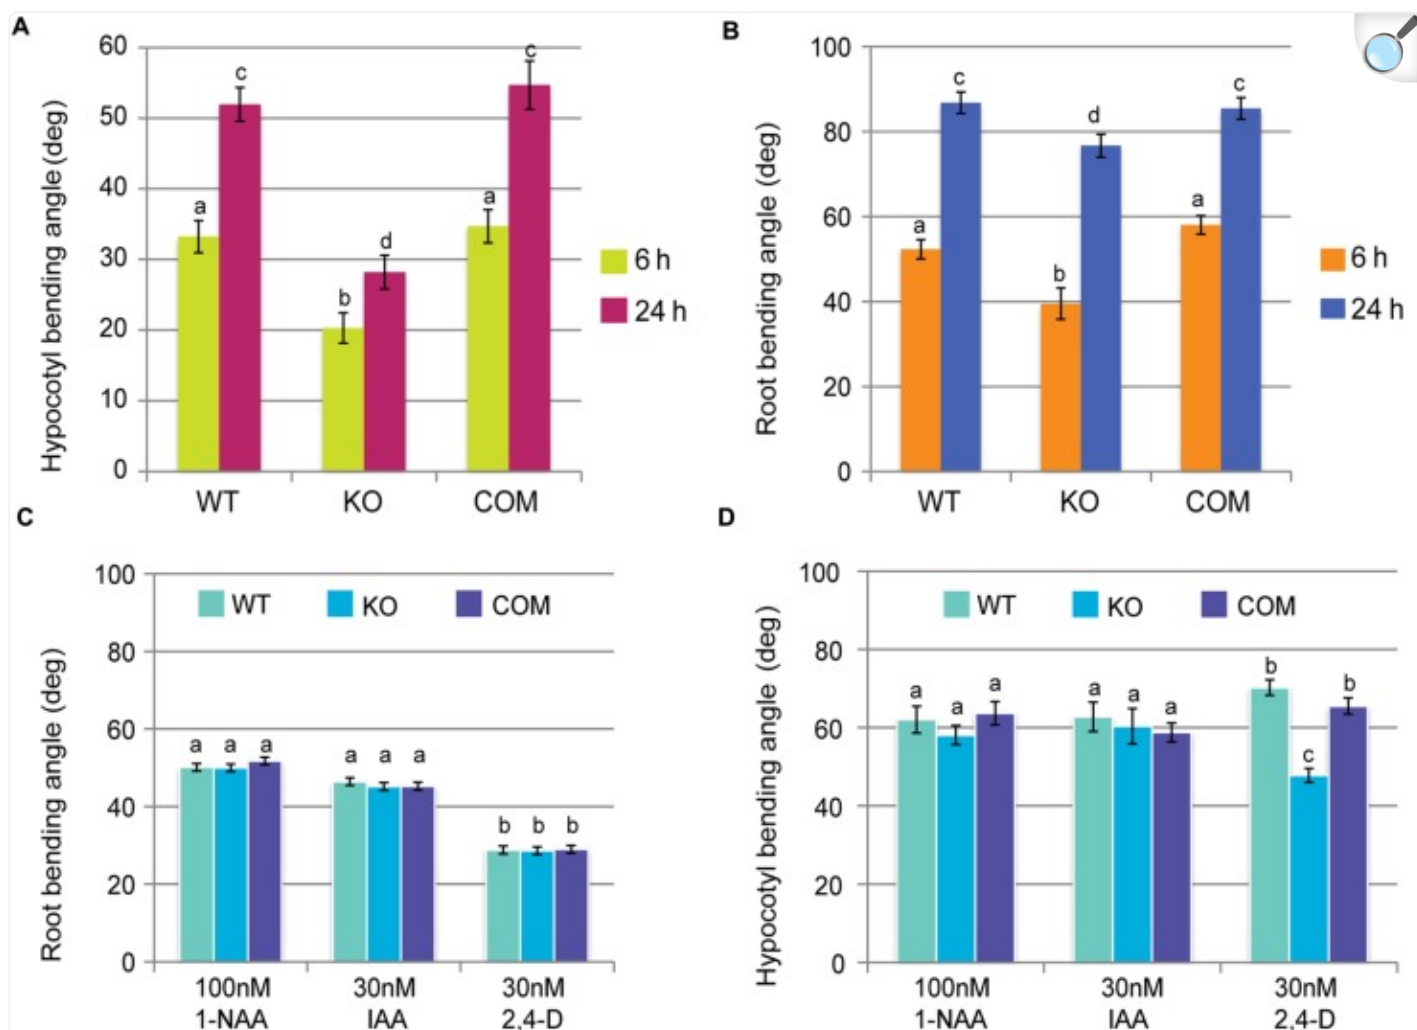 A
Hypocotyl bending angle (deg)
60
50
40
30
20
10
0
a
c
b
d
a
c
WT
KO
COM
6 h
24 h
B
Root bending angle (deg)
100
80
60
40
20
0
a
c
b
d
a
c
WT
KO
COM
6 h
24 h
C
Root bending angle (deg)
100
80
60
40
20
0
WT
KO
COM
a a a
a a a
b b b
100nM
1-NAA
30nM
IAA
30nM
2,4-D
D
Hypocotyl bending angle (deg)
100
80
60
40
20
0
WT
KO
COM
a a a
a a a
b c b
100nM
1-NAA
30nM
IAA
30nM
2,4-D